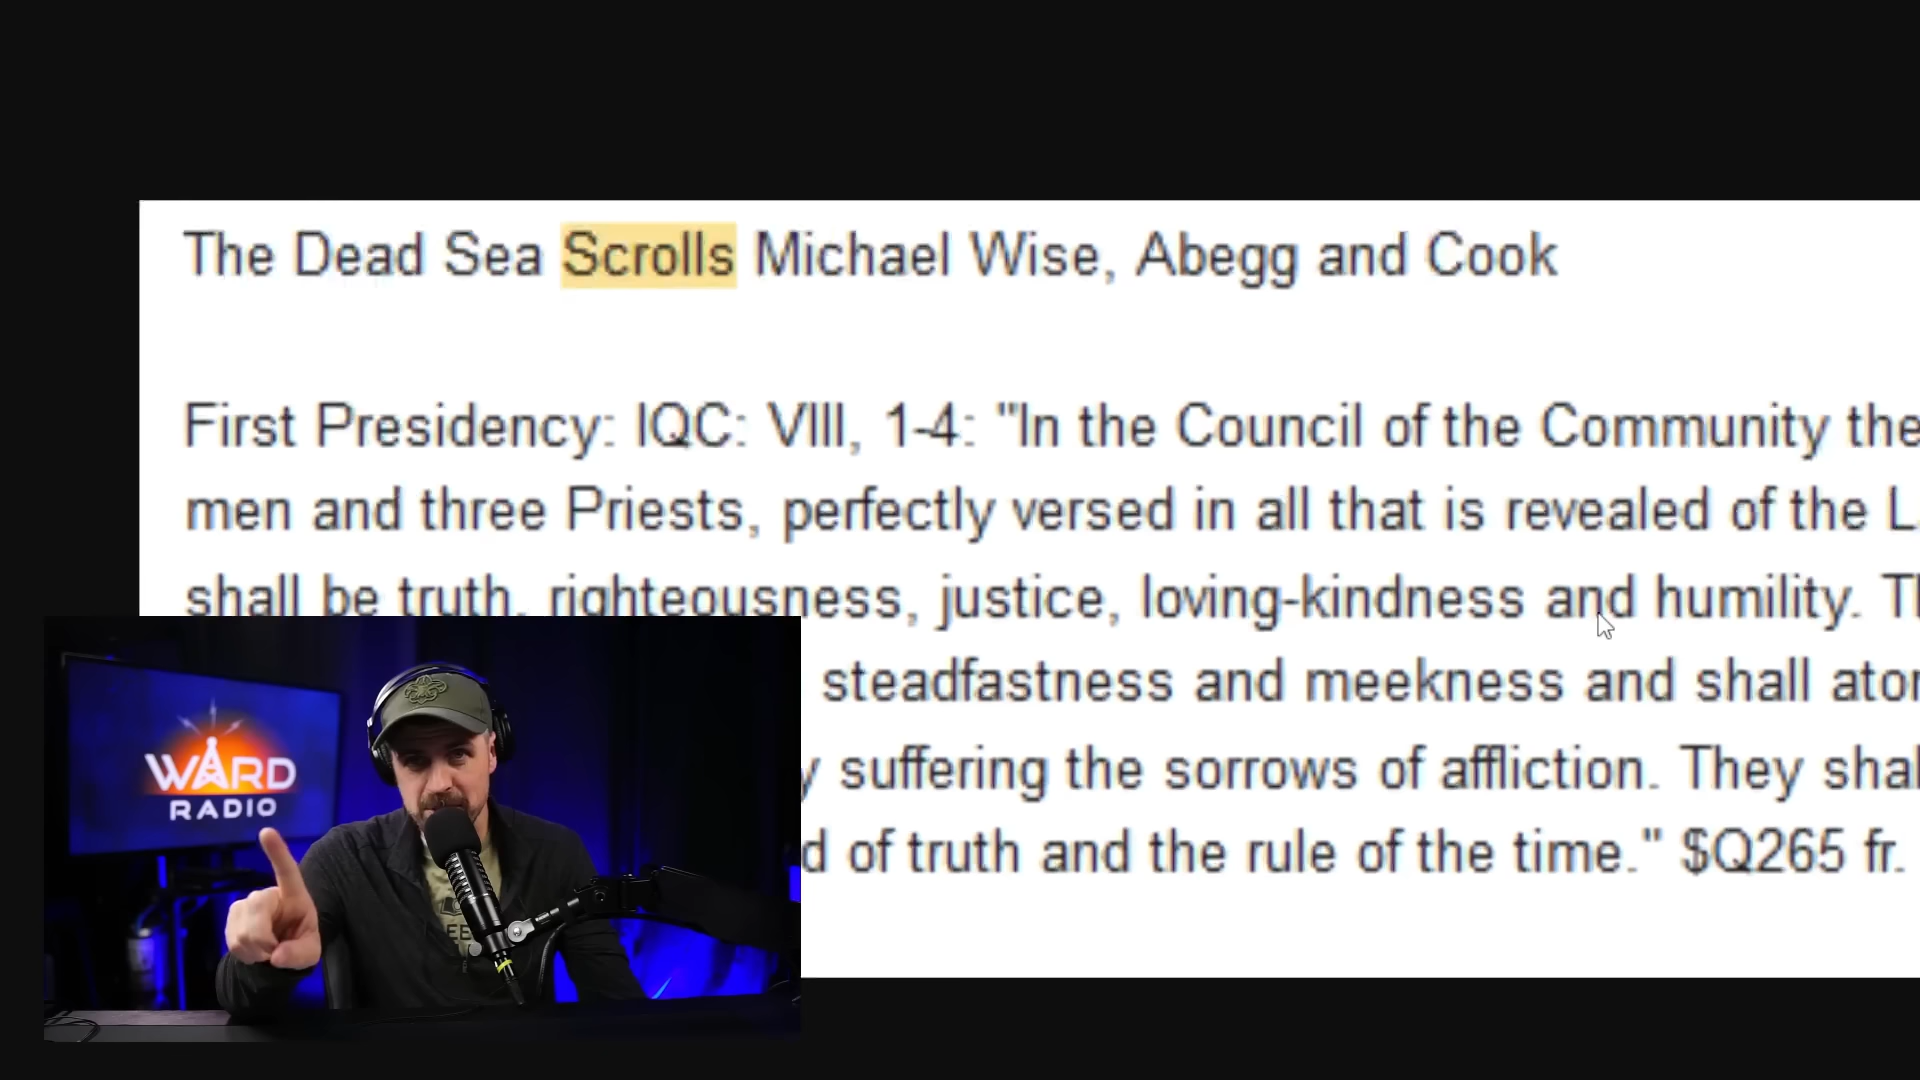 The Dead Sea Scrolls Michael Wise, Abegg and Cook
First Presidency: IQC: VIII, 1-4: "In the Council of the Community the
men and three Priests, perfectly versed in all that is revealed of the L
shall be truth, righteousness, justice, loving-kindness and humility.
steadfastness and meekness and shall
suffering the sorrows of affliction. They
of truth and the rule of the time." $Q265 fr.
WARD
RADIO